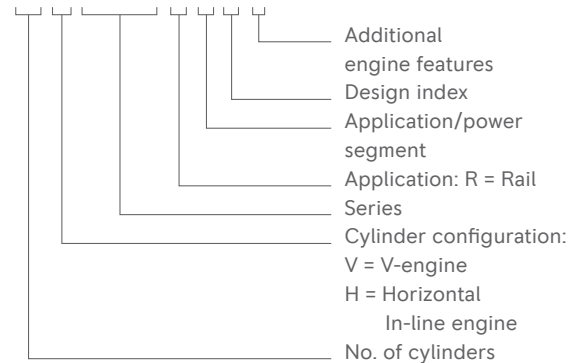 Additional
engine features
Design index
Application/power
segment
Application: R = Rail
Series
Cylinder configuration:
V = V-engine
H = Horizontal
In-line engine
No. of cylinders